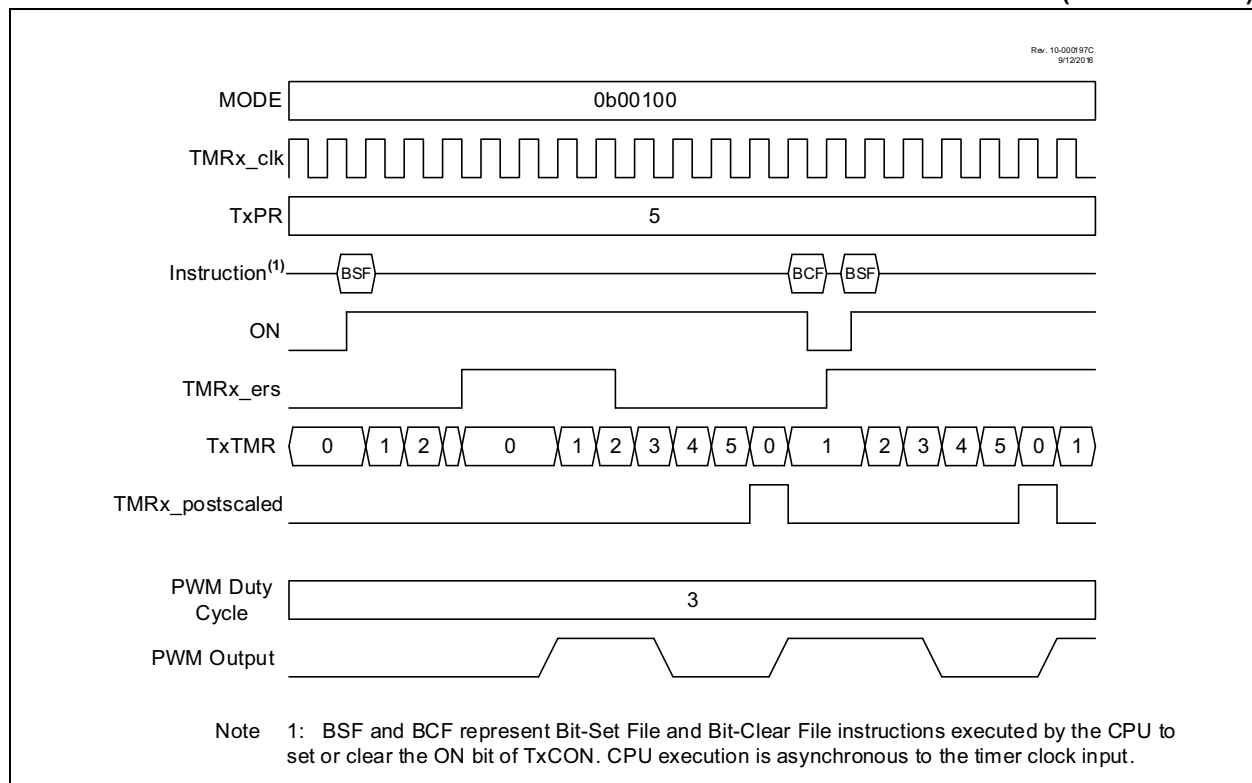 Rev. 10-000197C
9/12/2016
MODE 0b00100
TMRx_clk
TxPR 5
Instruction(1) BSF BCF BSF
ON
TMRx_ers
TxTMR 0 1 2 0 1 2 3 4 5 0 1 2 3 4 5 0 1
TMRx_postscaled
PWM Duty
Cycle 3
PWM Output
Note 1: BSF and BCF represent Bit-Set File and Bit-Clear File instructions executed by the CPU to
set or clear the ON bit of TxCON. CPU execution is asynchronous to the timer clock input.